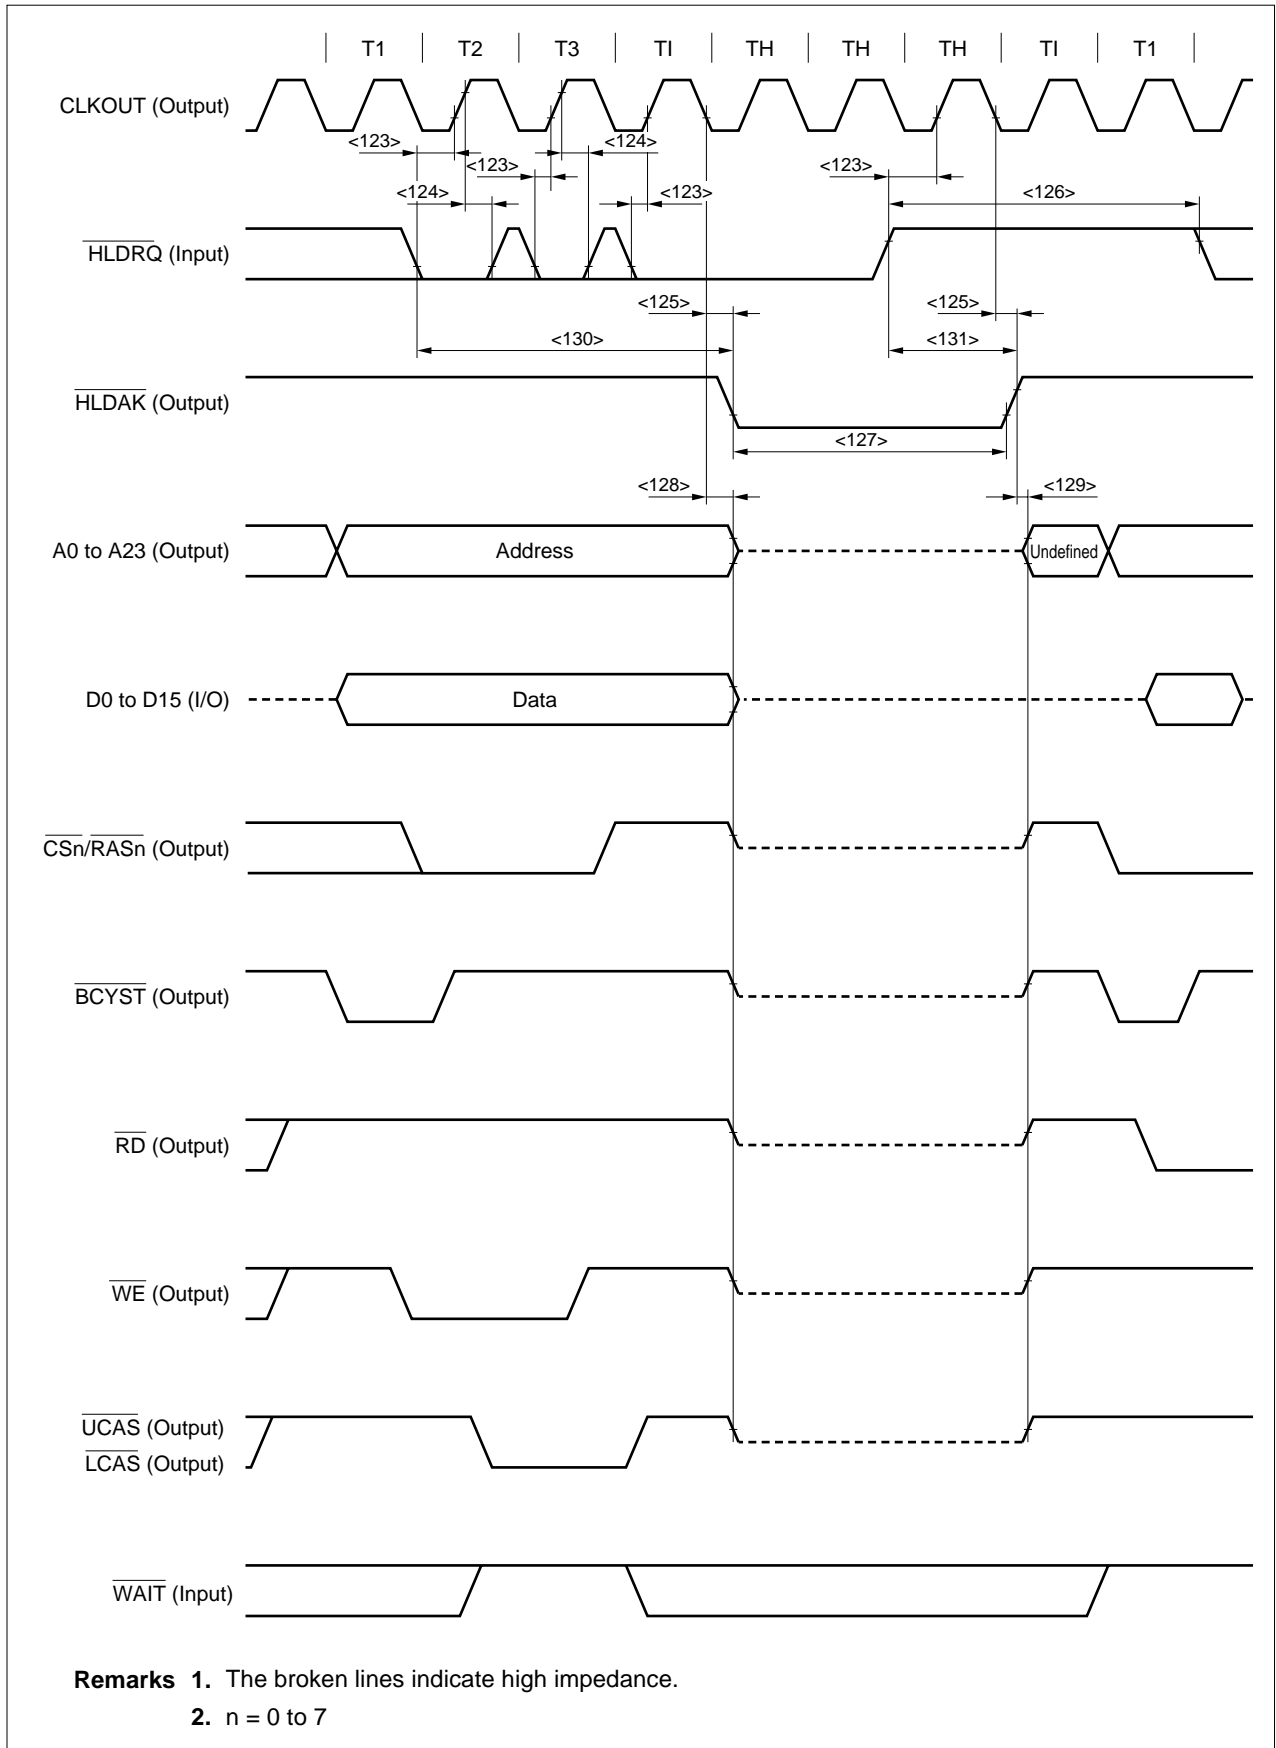 T1 T2 T3 TI TH TH TH TI T1
CLKOUT (Output)
<123> <124>
<123> <123>
<124> <123> <126>
HLDRQ (Input)
<125> <125>
<130> <131>
HLDAK (Output)
<127>
<128> <129>
A0 to A23 (Output) Address Undefined
D0 to D15 (I/O) Data
CSn/RASn (Output)
BCYST (Output)
RD (Output)
WE (Output)
UCAS (Output)
LCAS (Output)
WAIT (Input)
Remarks 1. The broken lines indicate high impedance.
2. n = 0 to 7